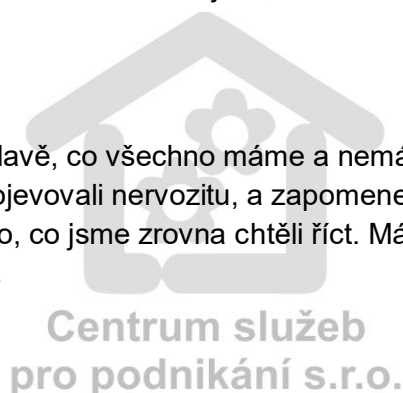 lavě, co všechno máme a nemá
ojevovali nervozitu, a zapomene
o, co jsme zrovna chtěli říct. Má
Centrum služeb
pro podnikání s.r.o.